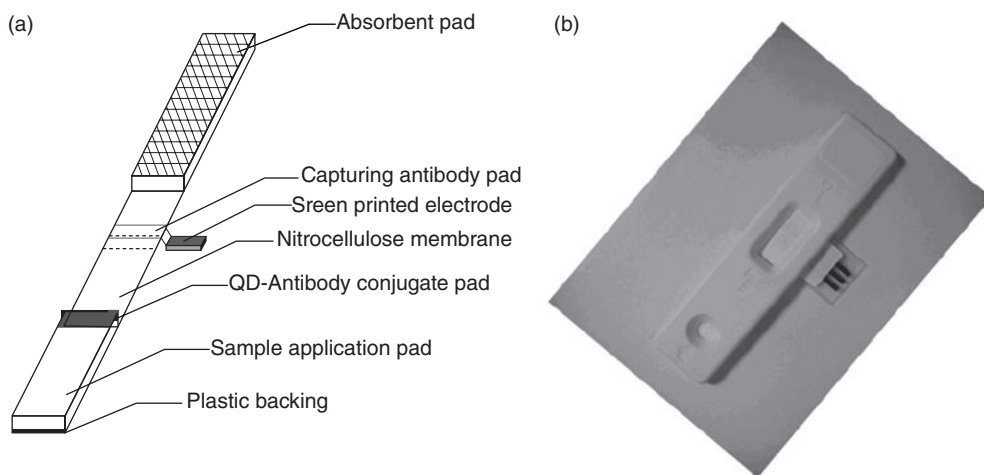 (a)
Absorbent pad
Capturing antibody pad
Sreen printed electrode
Nitrocellulose membrane
QD-Antibody conjugate pad
Sample application pad
Plastic backing
(b)